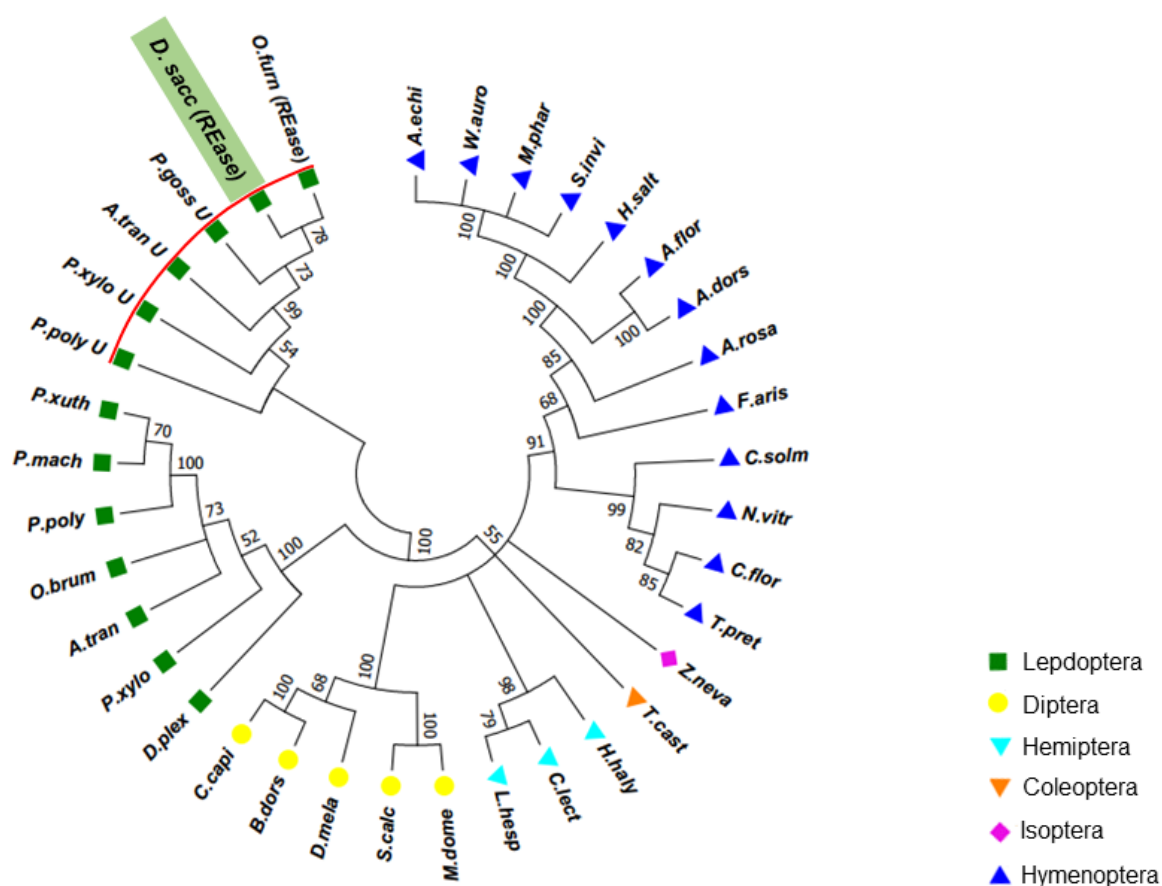 D. sacc (REase)
O.furn (REase)
P.goss U
A.tran U
P.xylo U
P.poly U
P.xuth
P.mach
P.poly
O.brum
A.tran
P.xylo
D.plex
C.capi
B.dors
D.mela
S.calc
M.dome
L.hesp
C.lect
H.haly
T.cast
Z.neva
T.pret
C.flor
N.vitr
C.solm
F.aris
A.rosa
A.dors
A.flor
H.salt
S.invi
M.phar
W.auro
A.echi
78
73
99
54
70
100
73
52
100
100
100
68
100
100
98
79
55
91
68
85
100
100
100
100
99
82
85
Lepdoptera
Diptera
Hemiptera
Coleoptera
Isoptera
Hymenoptera